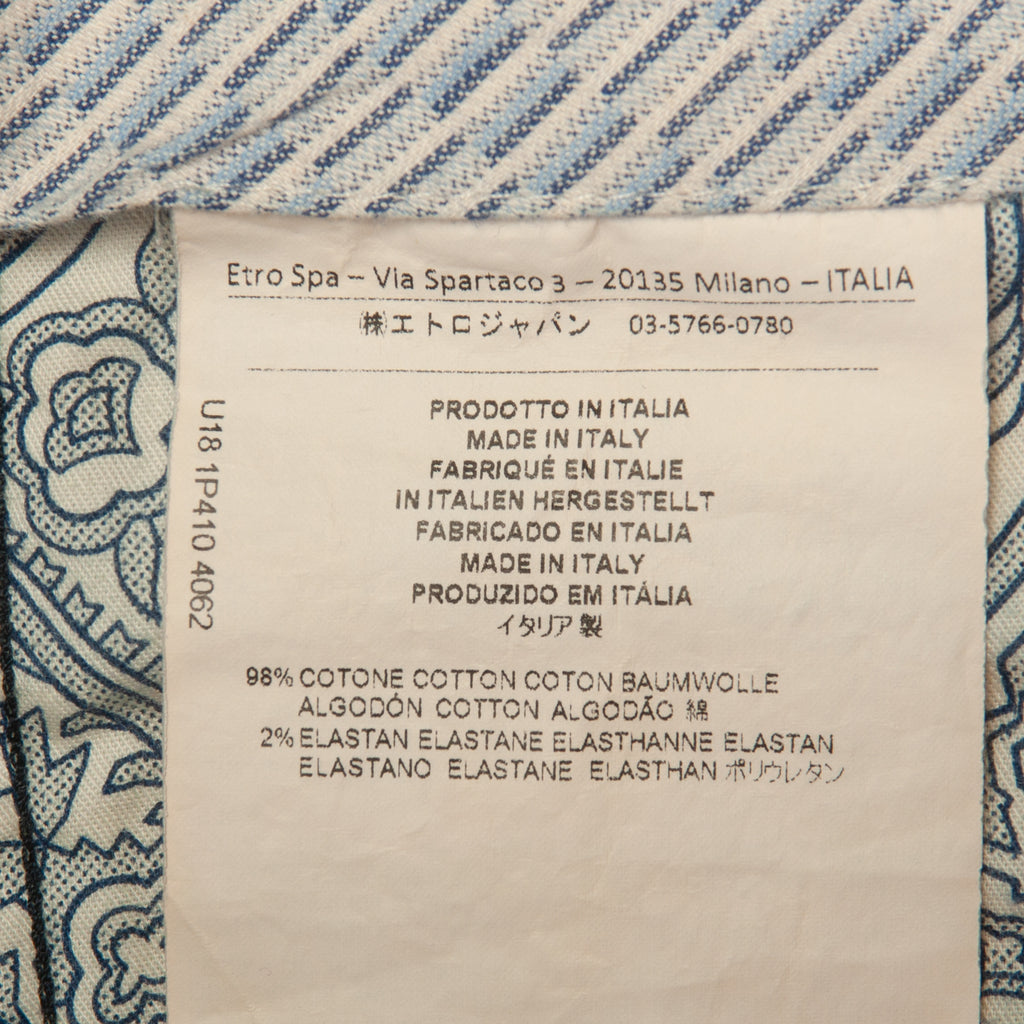 Etro Spa – Via Spartaco 3 – 20135 Milano – ITALIA
㈱エトロジャパン 03-5766-0780
U18 1P410 4062
PRODOTTO IN ITALIA
MADE IN ITALY
FABRIQUÉ EN ITALIE
IN ITALIEN HERGESTELLT
FABRICADO EN ITALIA
MADE IN ITALY
PRODUZIDO EM ITÁLIA
イタリア製
98% COTONE COTTON COTON BAUMWOLLE
ALGODÓN COTTON ALGODÃO 綿
2% ELASTAN ELASTANE ELASTHANNE ELASTAN
ELASTANO ELASTANE ELASTHAN ポリウレタン